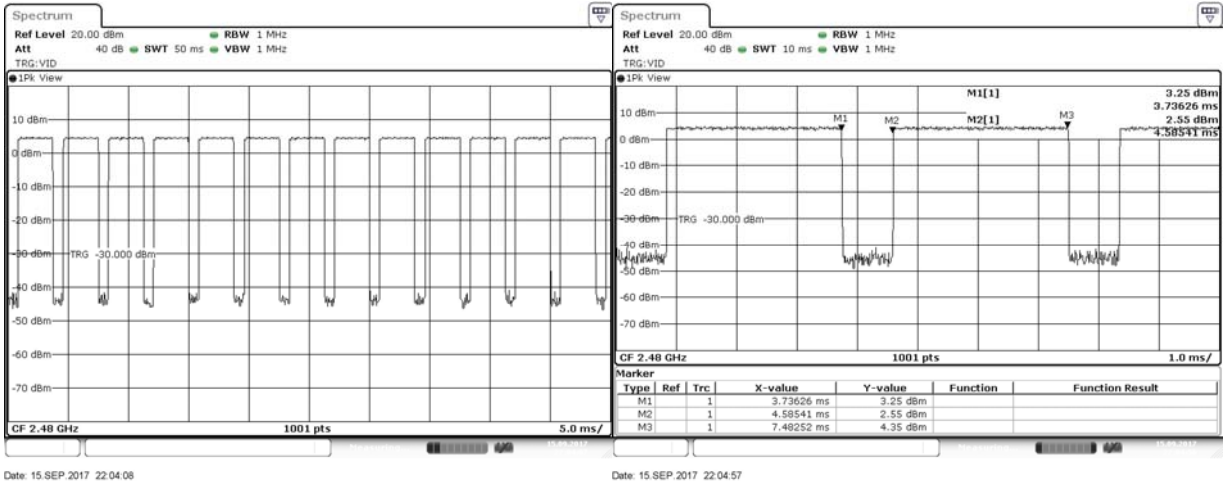 Spectrum
Ref Level 20.00 dBm RBW 1 MHz
Att 40 dB SWT 50 ms VBW 1 MHz
TRG:VID
1Pk View
10 dBm
0 dBm
-10 dBm
-20 dBm
-30 dBm
TRG -30.000 dBm
-40 dBm
-50 dBm
-60 dBm
-70 dBm
CF 2.48 GHz 1001 pts 5.0 ms/
Date: 15.SEP.2017 22:04:08
Spectrum
Ref Level 20.00 dBm RBW 1 MHz
Att 40 dB SWT 10 ms VBW 1 MHz
TRG:VID
1Pk View
M1[1] 3.25 dBm
3.73626 ms
10 dBm
M2[1] 2.55 dBm
4.58541 ms
M1 M2 M3
0 dBm
-10 dBm
-20 dBm
-30 dBm
TRG -30.000 dBm
-40 dBm
-50 dBm
-60 dBm
-70 dBm
CF 2.48 GHz 1001 pts 1.0 ms/
Marker
Type Ref Trc X-value Y-value Function Function Result
M1 1 3.73626 ms 3.25 dBm
M2 1 4.58541 ms 2.55 dBm
M3 1 7.48252 ms 4.35 dBm
Date: 15.SEP.2017 22:04:57